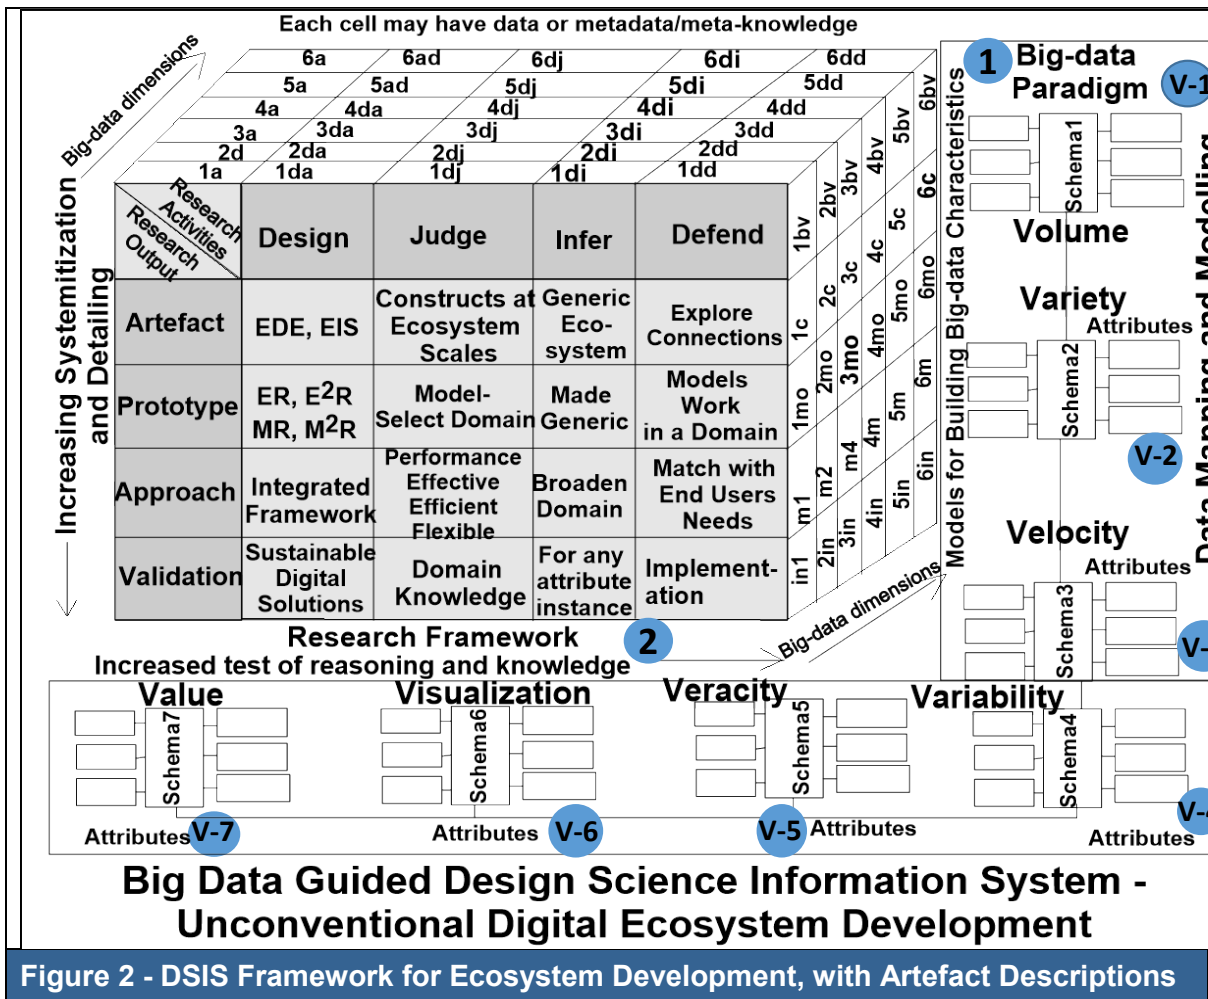 Each cell may have data or metadata/meta-knowledge
Big-data dimensions
6a 6ad 6dj 6di 6dd
5a 5ad 5dj 5di 5dd
4a 4da 4dj 4di 4dd
3a 3da 3dj 3di 3dd
2d 2da 2dj 2di 2dd
1a 1da 1dj 1di 1dd
Increasing Systemitization
and Detailing
Research
Activities
Research
Output
Design
Judge
Infer
Defend
Artefact
EDE, EIS
Constructs at
Ecosystem
Scales
Generic
Eco-
system
Explore
Connections
Prototype
ER, E²R
MR, M²R
Model-
Select Domain
Made
Generic
Models
Work
in a Domain
Approach
Integrated
Framework
Performance
Effective
Efficient
Flexible
Broaden
Domain
Match with
End Users
Needs
Validation
Sustainable
Digital
Solutions
Domain
Knowledge
For any
attribute
instance
Implement-
ation
1bv 2bv 3bv 4bv 5bv 6bv
1c 2c 3c 4c 5c 6c
1mo 2mo 3mo 4mo 5mo 6mo
m1 m2 m4 4m 5m 6m
in1 2in 3in 4in 5in 6in
Big-data dimensions
Research Framework
2
Increased test of reasoning and knowledge
Models for Building Big-data Characteristics
1
Big-data
Paradigm
V-1
Schema1
Volume
Variety
Attributes
Schema2
V-2
Velocity
Attributes
Schema3
V-
Data Mapping and Modelling
Value
Schema7
Attributes
V-7
Visualization
Schema6
Attributes
V-6
Veracity
Schema5
V-5
Attributes
Variability
Schema4
V-4
Attributes
Big Data Guided Design Science Information System -
Unconventional Digital Ecosystem Development
Figure 2 - DSIS Framework for Ecosystem Development, with Artefact Descriptions